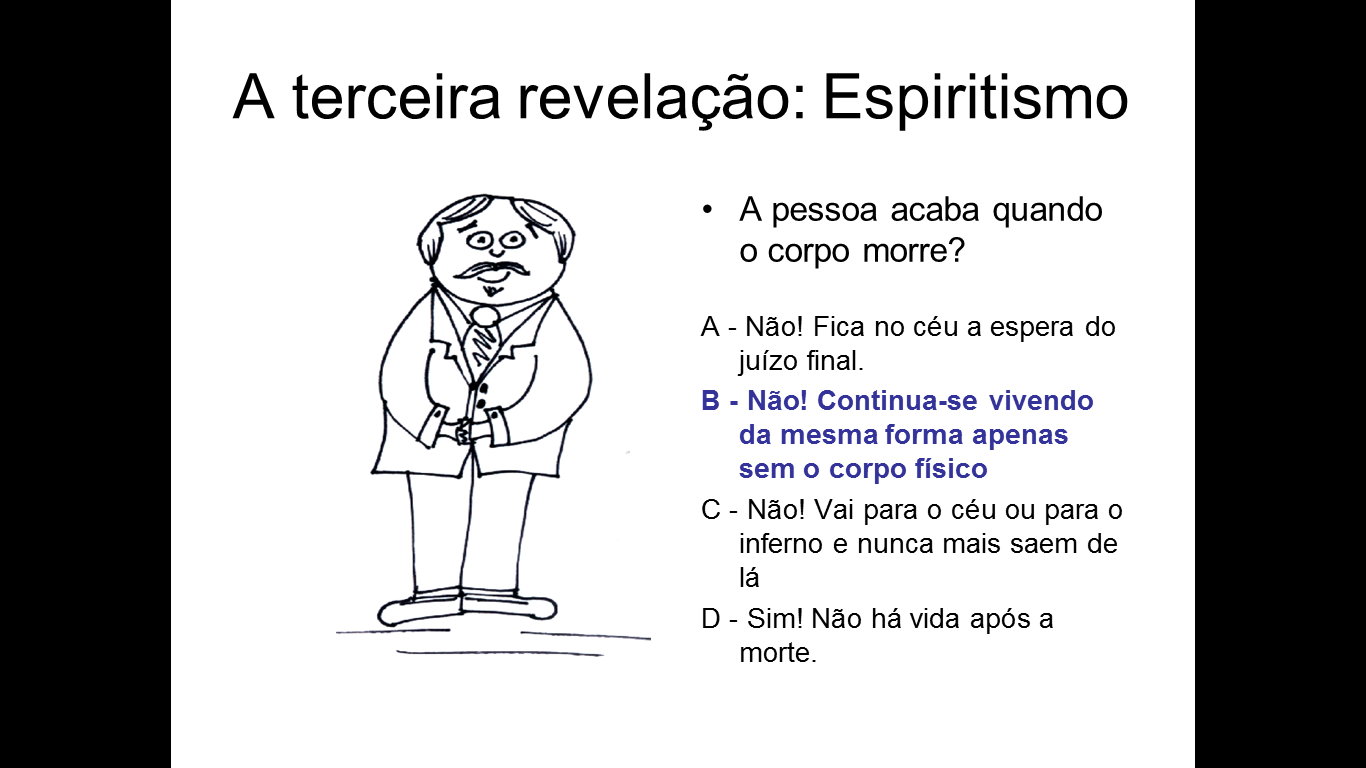 A terceira revelação: Espiritismo
• A pessoa acaba quando
o corpo morre?
A - Não! Fica no céu a espera do
juízo final.
B - Não! Continua-se vivendo
da mesma forma apenas
sem o corpo físico
C - Não! Vai para o céu ou para o
inferno e nunca mais saem de
lá
D - Sim! Não há vida após a
morte.